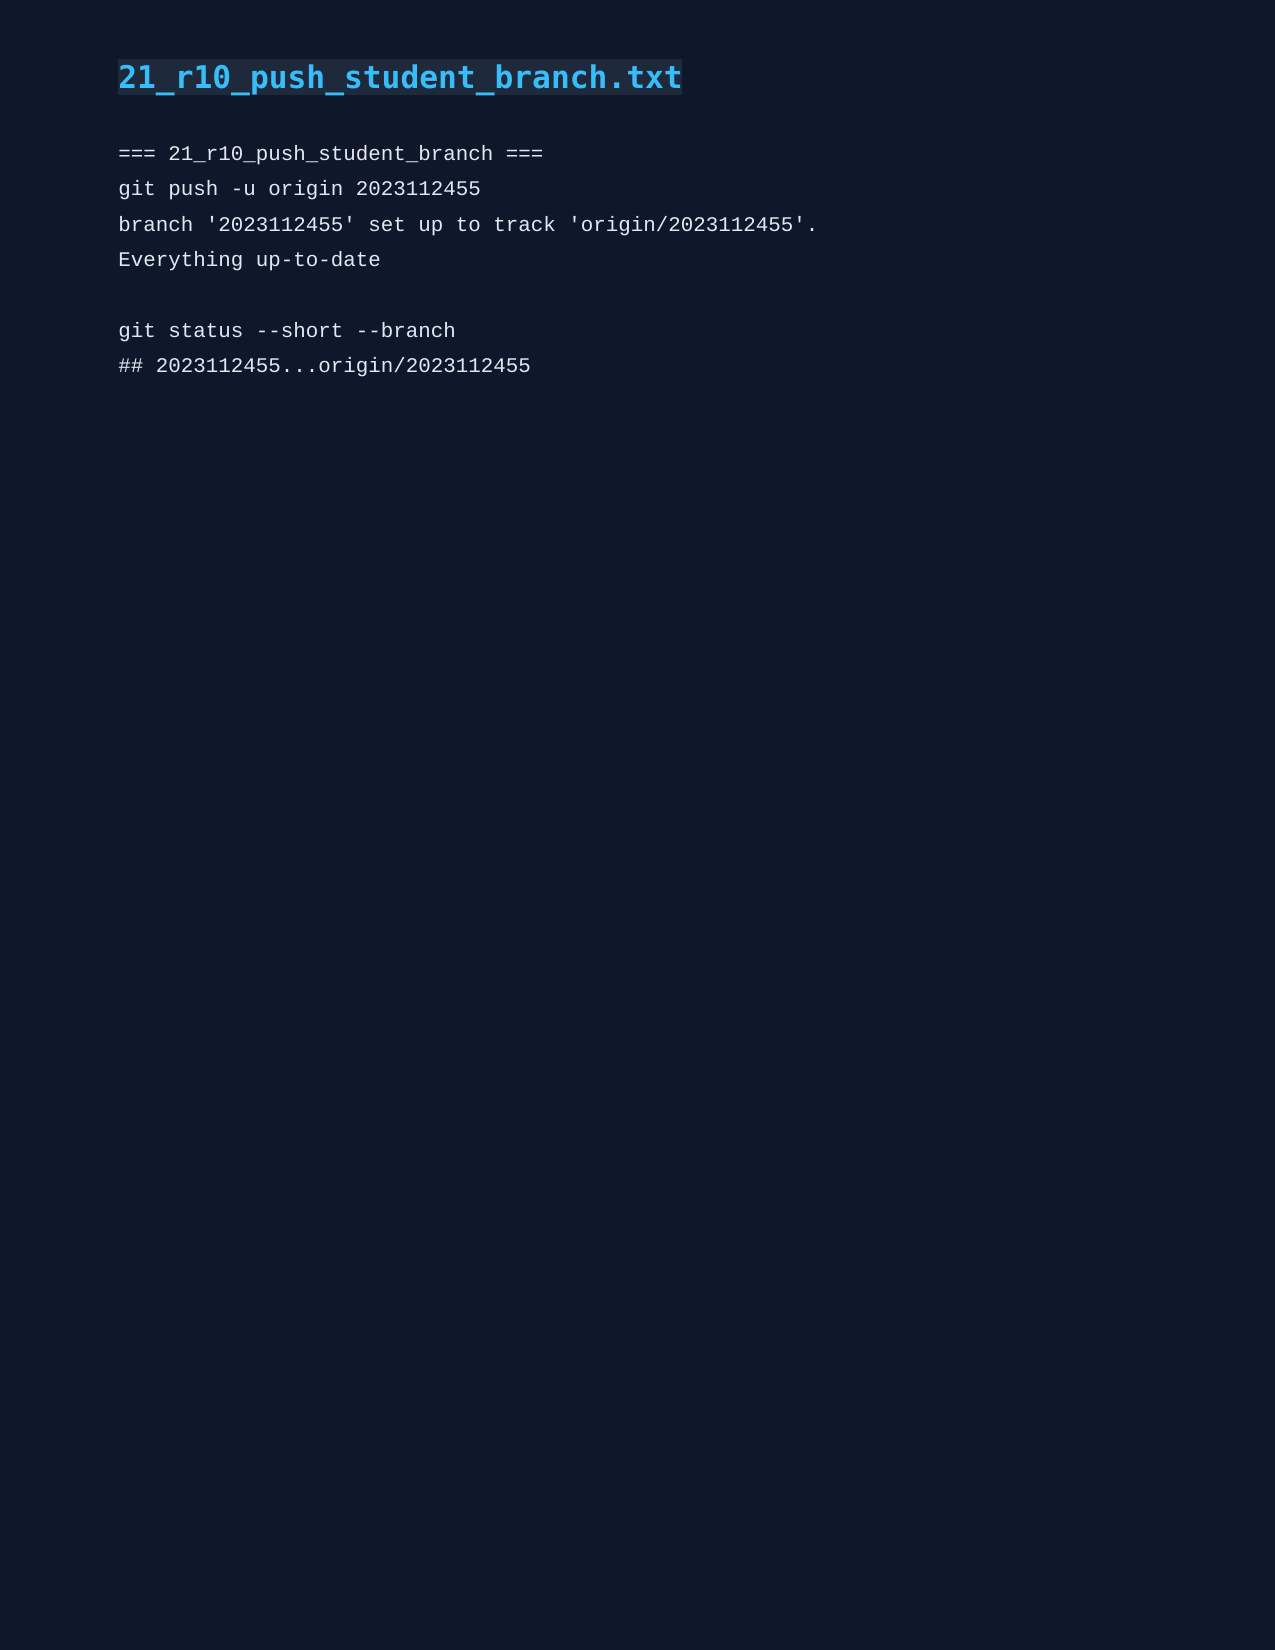 21_r10_push_student_branch.txt
=== 21_r10_push_student_branch ===
git push -u origin 2023112455
branch '2023112455' set up to track 'origin/2023112455'.
Everything up-to-date
git status --short --branch
## 2023112455...origin/2023112455